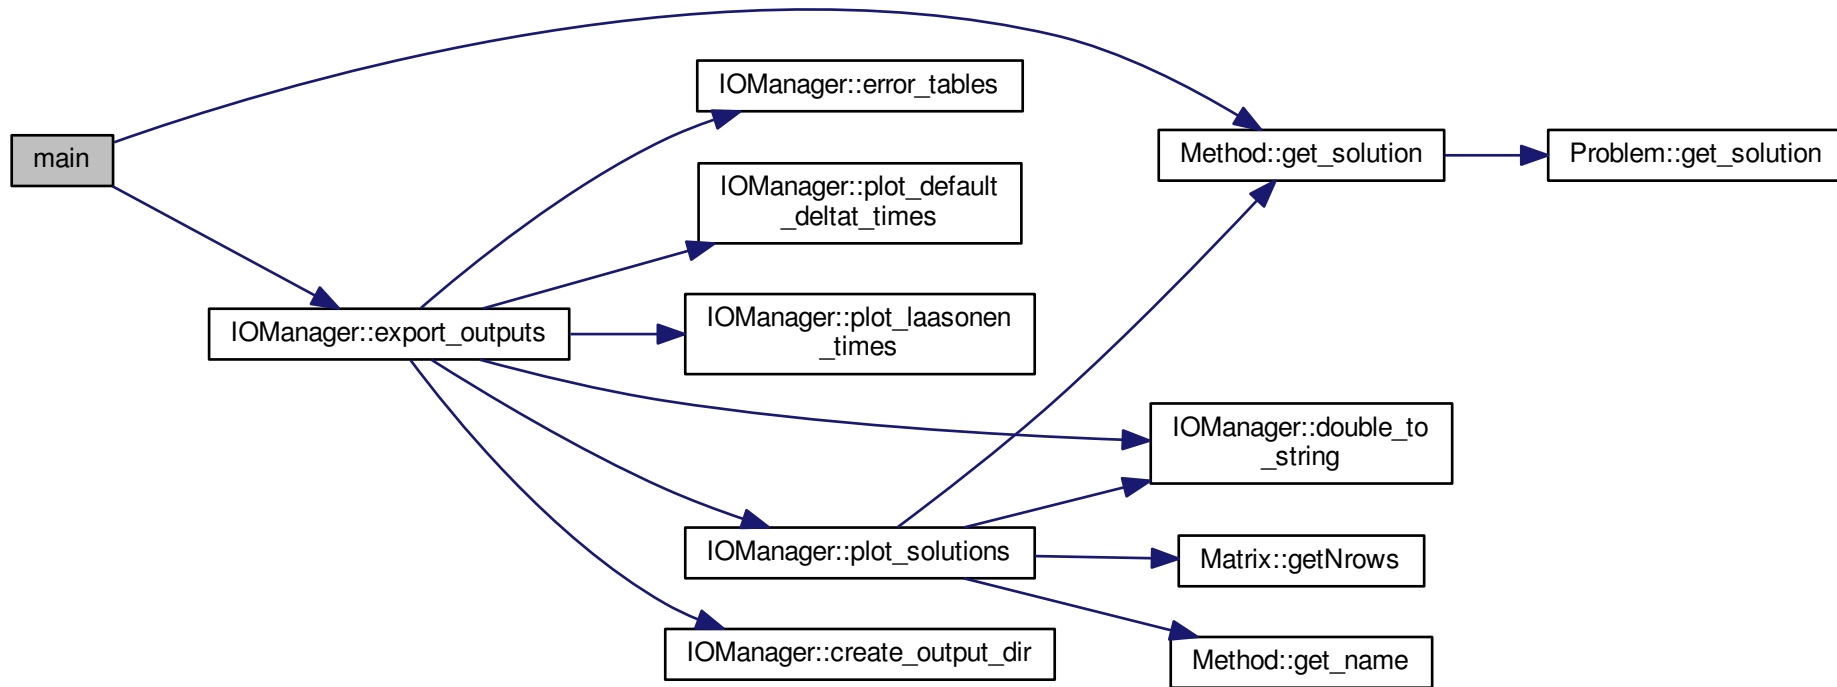 main
IOManager::export_outputs
IOManager::error_tables
IOManager::plot_default
_deltat_times
IOManager::plot_laasonen
_times
IOManager::plot_solutions
IOManager::create_output_dir
Method::get_solution
IOManager::double_to
_string
Matrix::getNrows
Method::get_name
Problem::get_solution